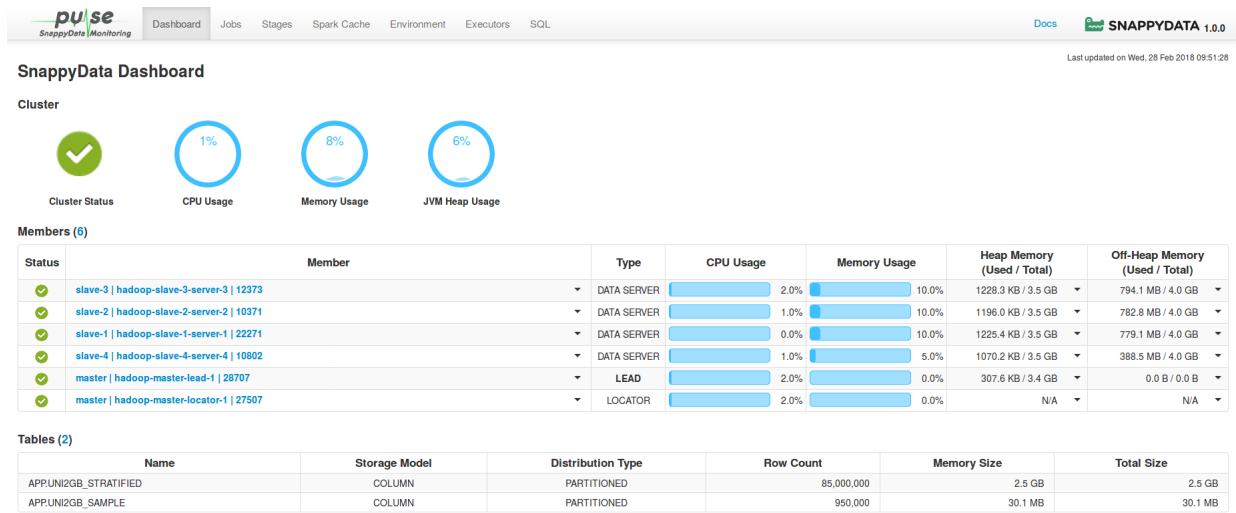 pulse Dashboard Jobs Stages Spark Cache Environment Executors SQL Docs SNAPPYDATA 1.0.0
SnappyData Monitoring
Last updated on Wed, 28 Feb 2018 09:51:28
SnappyData Dashboard
Cluster
1% 8% 6%
Cluster Status CPU Usage Memory Usage JVM Heap Usage
Members (6)
Status Member Type CPU Usage Memory Usage Heap Memory (Used / Total) Off-Heap Memory (Used / Total)
slave-3 | hadoop-slave-3-server-3 | 12373 DATA SERVER 2.0% 10.0% 1228.3 KB / 3.5 GB 794.1 MB / 4.0 GB
slave-2 | hadoop-slave-2-server-2 | 10371 DATA SERVER 1.0% 10.0% 1196.0 KB / 3.5 GB 782.8 MB / 4.0 GB
slave-1 | hadoop-slave-1-server-1 | 22271 DATA SERVER 0.0% 10.0% 1225.4 KB / 3.5 GB 779.1 MB / 4.0 GB
slave-4 | hadoop-slave-4-server-4 | 10802 DATA SERVER 1.0% 5.0% 1070.2 KB / 3.5 GB 388.5 MB / 4.0 GB
master | hadoop-master-lead-1 | 28707 LEAD 2.0% 0.0% 307.6 KB / 3.4 GB 0.0 B / 0.0 B
master | hadoop-master-locator-1 | 27507 LOCATOR 2.0% 0.0% N/A N/A
Tables (2)
Name Storage Model Distribution Type Row Count Memory Size Total Size
APP.UNI2GB_STRATIFIED COLUMN PARTITIONED 85,000,000 2.5 GB 2.5 GB
APP.UNI2GB_SAMPLE COLUMN PARTITIONED 950,000 30.1 MB 30.1 MB